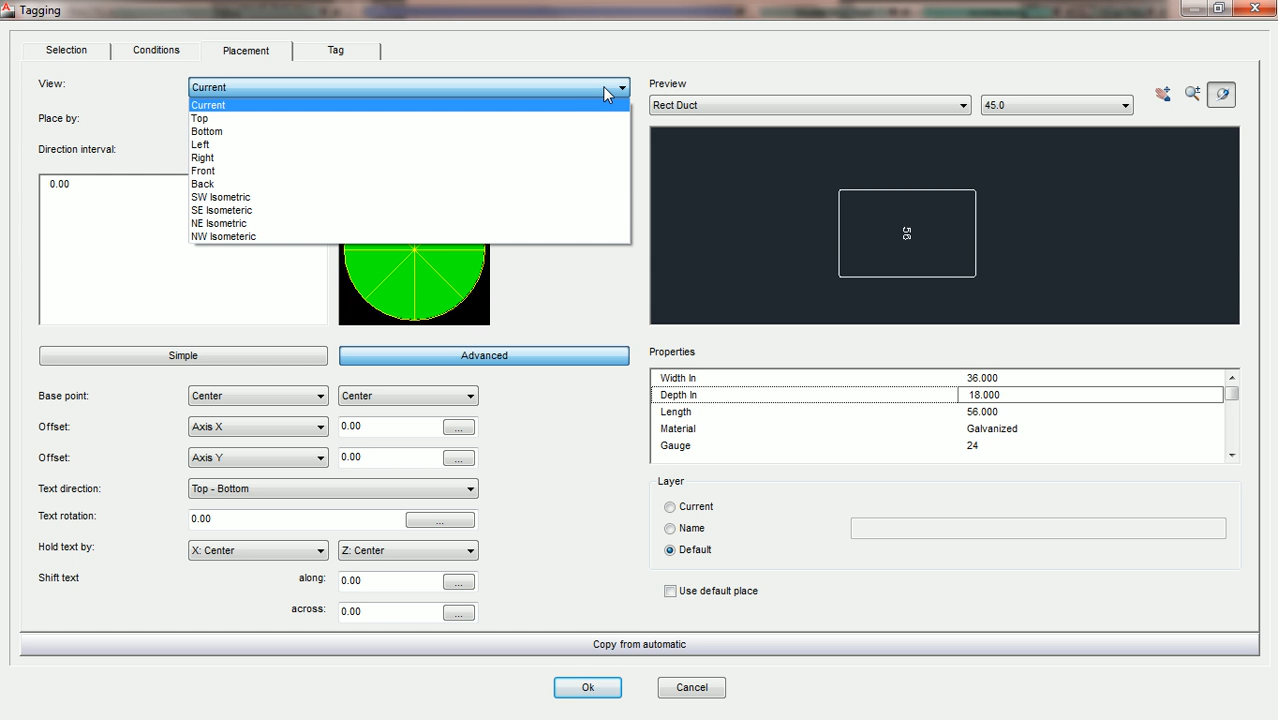 Tagging
Selection
Conditions
Placement
Tag
View:
Current
Current
Top
Bottom
Left
Right
Front
Back
SW Isometric
SE Isometeric
NE Isometric
NW Isometeric
Place by:
Direction interval:
0.00
Simple
Advanced
Base point:
Center
Center
Offset:
Axis X
0.00
...
Offset:
Axis Y
0.00
...
Text direction:
Top - Bottom
Text rotation:
0.00
...
Hold text by:
X: Center
Z: Center
Shift text
along:
0.00
...
across:
0.00
...
Preview
Rect Duct
45.0
56
Properties
Width In 36.000
Depth In 18.000
Length 56.000
Material Galvanized
Gauge 24
Layer
Current
Name
Default
Use default place
Copy from automatic
Ok
Cancel